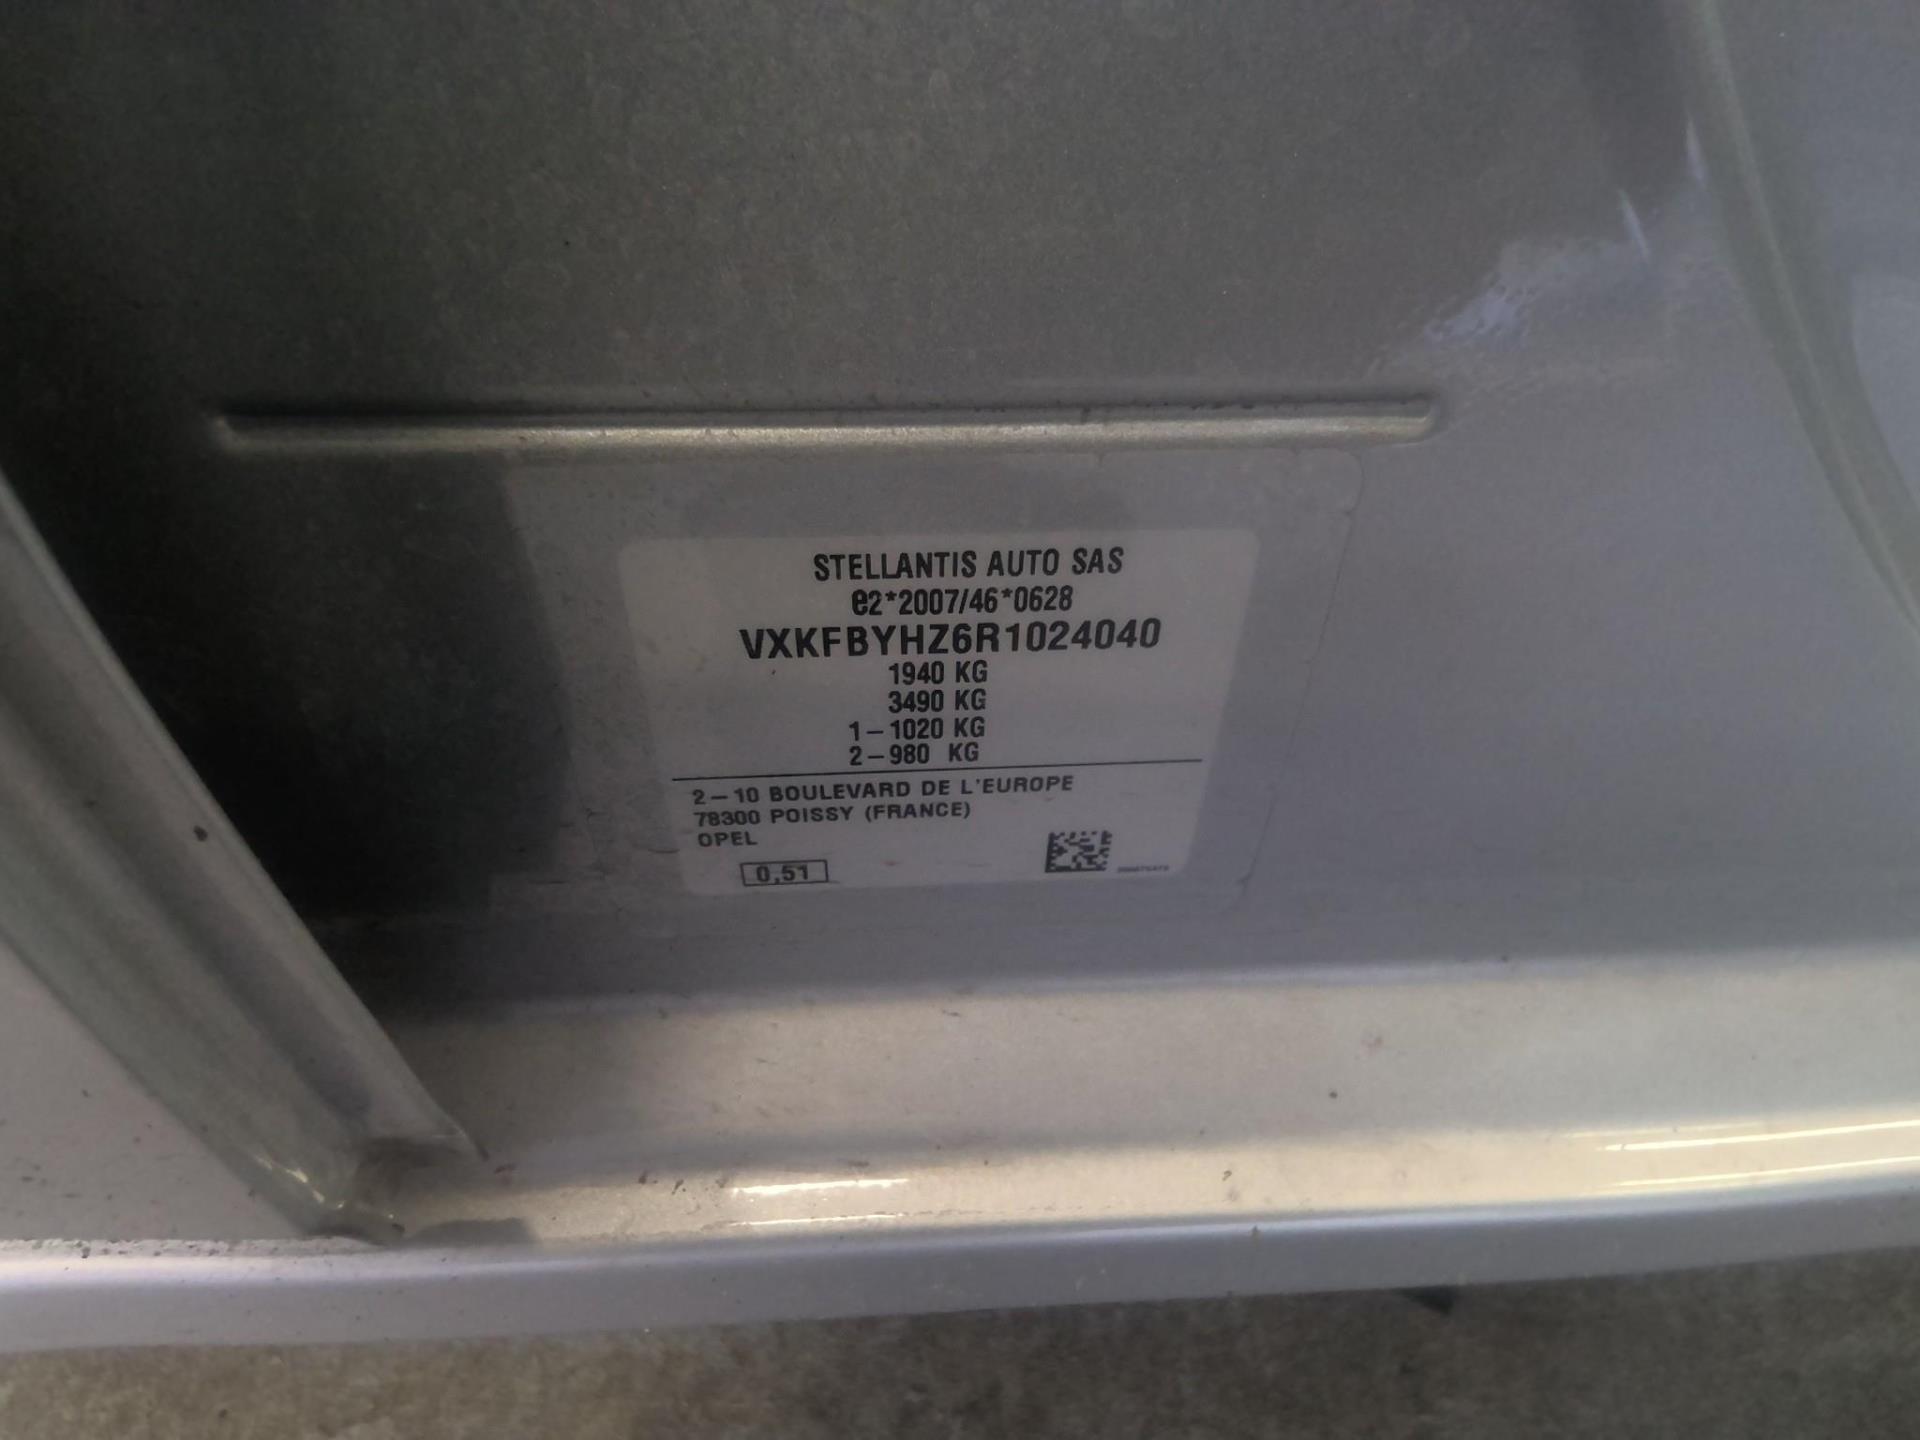 STELLANTIS AUTO SAS
e2*2007/46*0628
VXKFBYHZ6R1024040
1940 KG
3490 KG
1-1020 KG
2-980 KG
2-10 BOULEVARD DE L'EUROPE
78300 POISSY (FRANCE)
OPEL
0,51